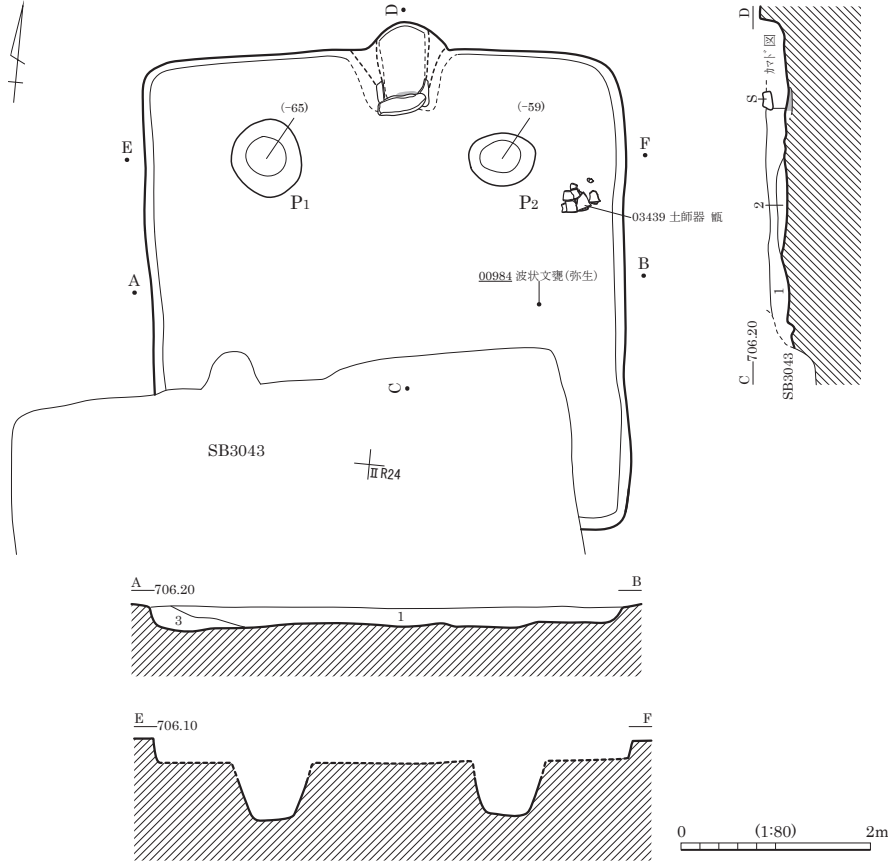 D
D
カマド図
S
(-65)
(-59)
E
F
P1
P2
03439 土師器 甑
2
A
00984 波状文甕(弥生)
B
1
C
C 706.20
SB3043
SB3043
ⅡR24
A 706.20
B
3
1
E 706.10
F
0 (1:80) 2m